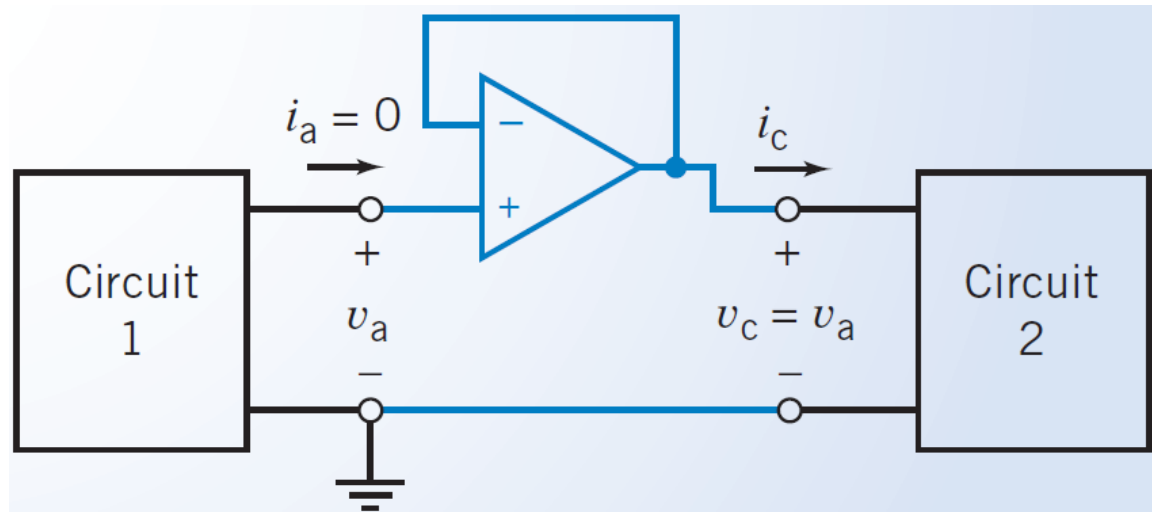 i_a = 0
i_c
−
+
+
+
Circuit
1
v_a
v_c = v_a
Circuit
2
−
−